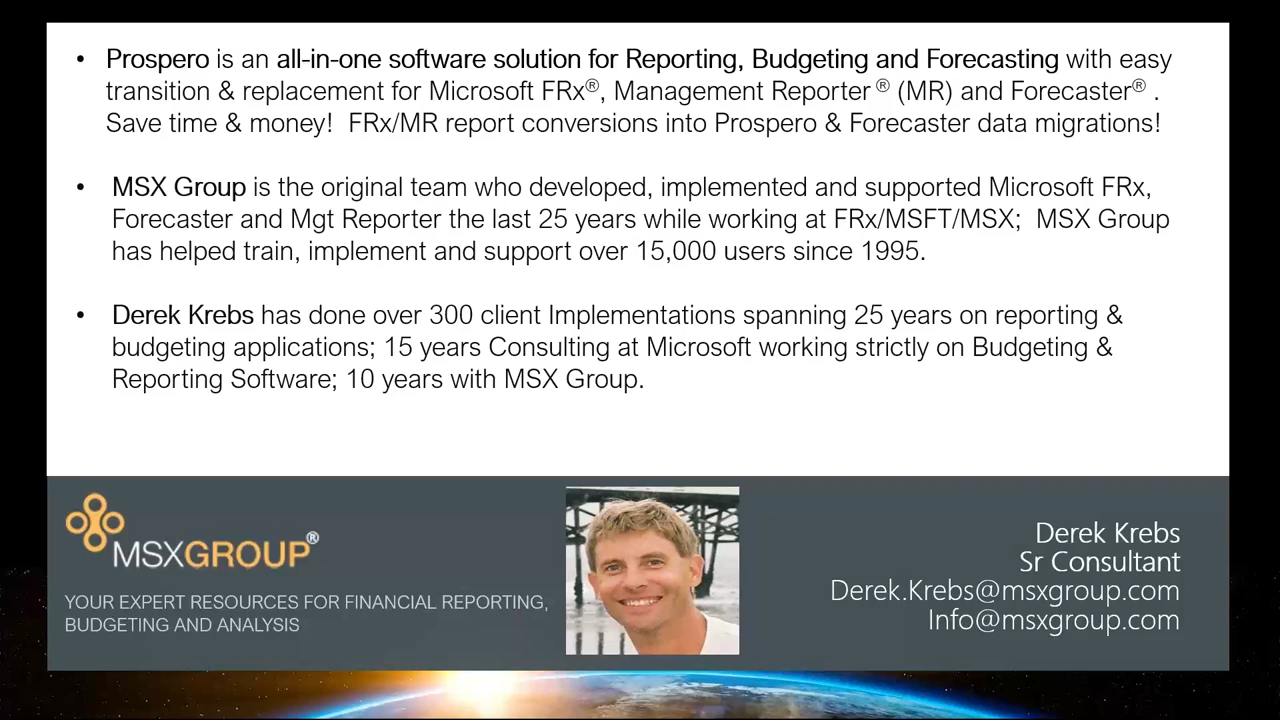 • Prospero is an all-in-one software solution for Reporting, Budgeting and Forecasting with easy
transition & replacement for Microsoft FRx®, Management Reporter ® (MR) and Forecaster® .
Save time & money! FRx/MR report conversions into Prospero & Forecaster data migrations!
• MSX Group is the original team who developed, implemented and supported Microsoft FRx,
Forecaster and Mgt Reporter the last 25 years while working at FRx/MSFT/MSX; MSX Group
has helped train, implement and support over 15,000 users since 1995.
• Derek Krebs has done over 300 client Implementations spanning 25 years on reporting &
budgeting applications; 15 years Consulting at Microsoft working strictly on Budgeting &
Reporting Software; 10 years with MSX Group.
MSXGROUP®
YOUR EXPERT RESOURCES FOR FINANCIAL REPORTING,
BUDGETING AND ANALYSIS
Derek Krebs
Sr Consultant
Derek.Krebs@msxgroup.com
Info@msxgroup.com